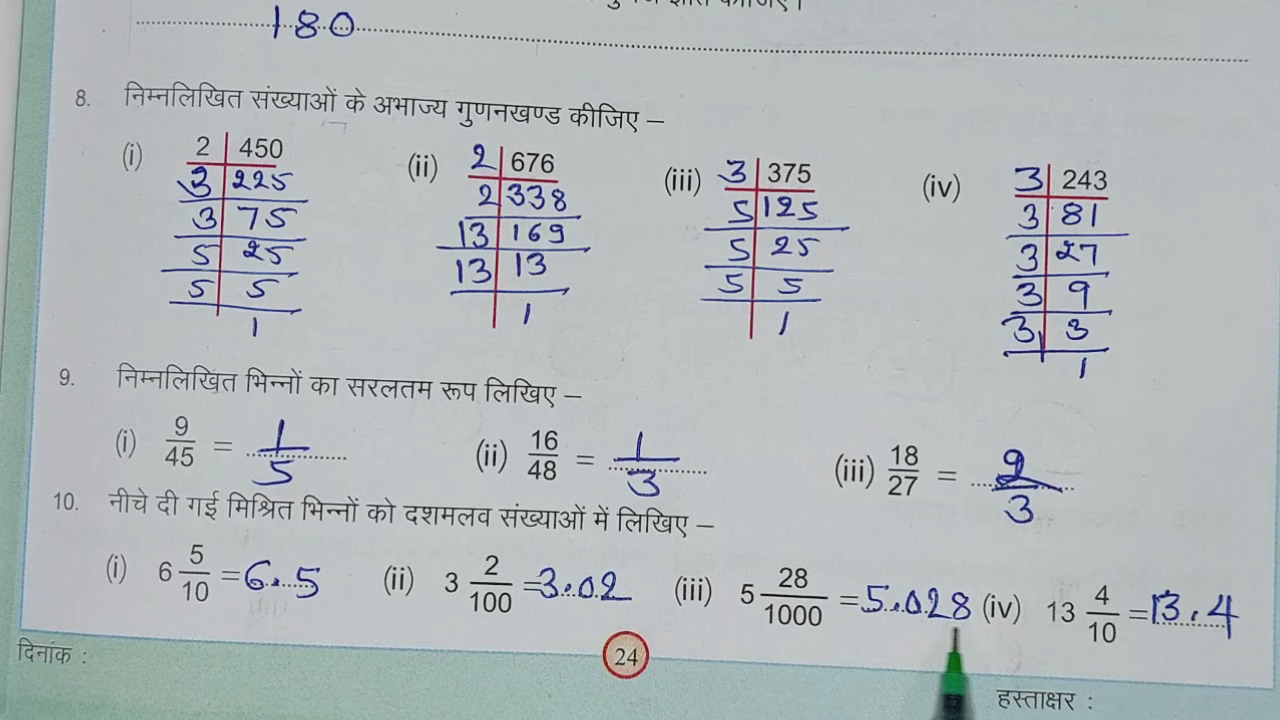 180
8. निम्नलिखित संख्याओं के अभाज्य गुणनखण्ड कीजिए –
(i) 2 | 450
3 | 225
3 | 75
5 | 25
5 | 5
1
(ii) 2 | 676
2 | 338
13 | 169
13 | 13
1
(iii) 3 | 375
5 | 125
5 | 25
5 | 5
1
(iv) 3 | 243
3 | 81
3 | 27
3 | 9
3 | 3
1
9. निम्नलिखित भिन्नों का सरलतम रूप लिखिए –
(i) 9/45 = 1/5 (ii) 16/48 = 1/3 (iii) 18/27 = 2/3
10. नीचे दी गई मिश्रित भिन्नों को दशमलव संख्याओं में लिखिए –
(i) 6 5/10 = 6.5 (ii) 3 2/100 = 3.02 (iii) 5 28/1000 = 5.028 (iv) 13 4/10 = 13.4
दिनांक : 24
हस्ताक्षर :